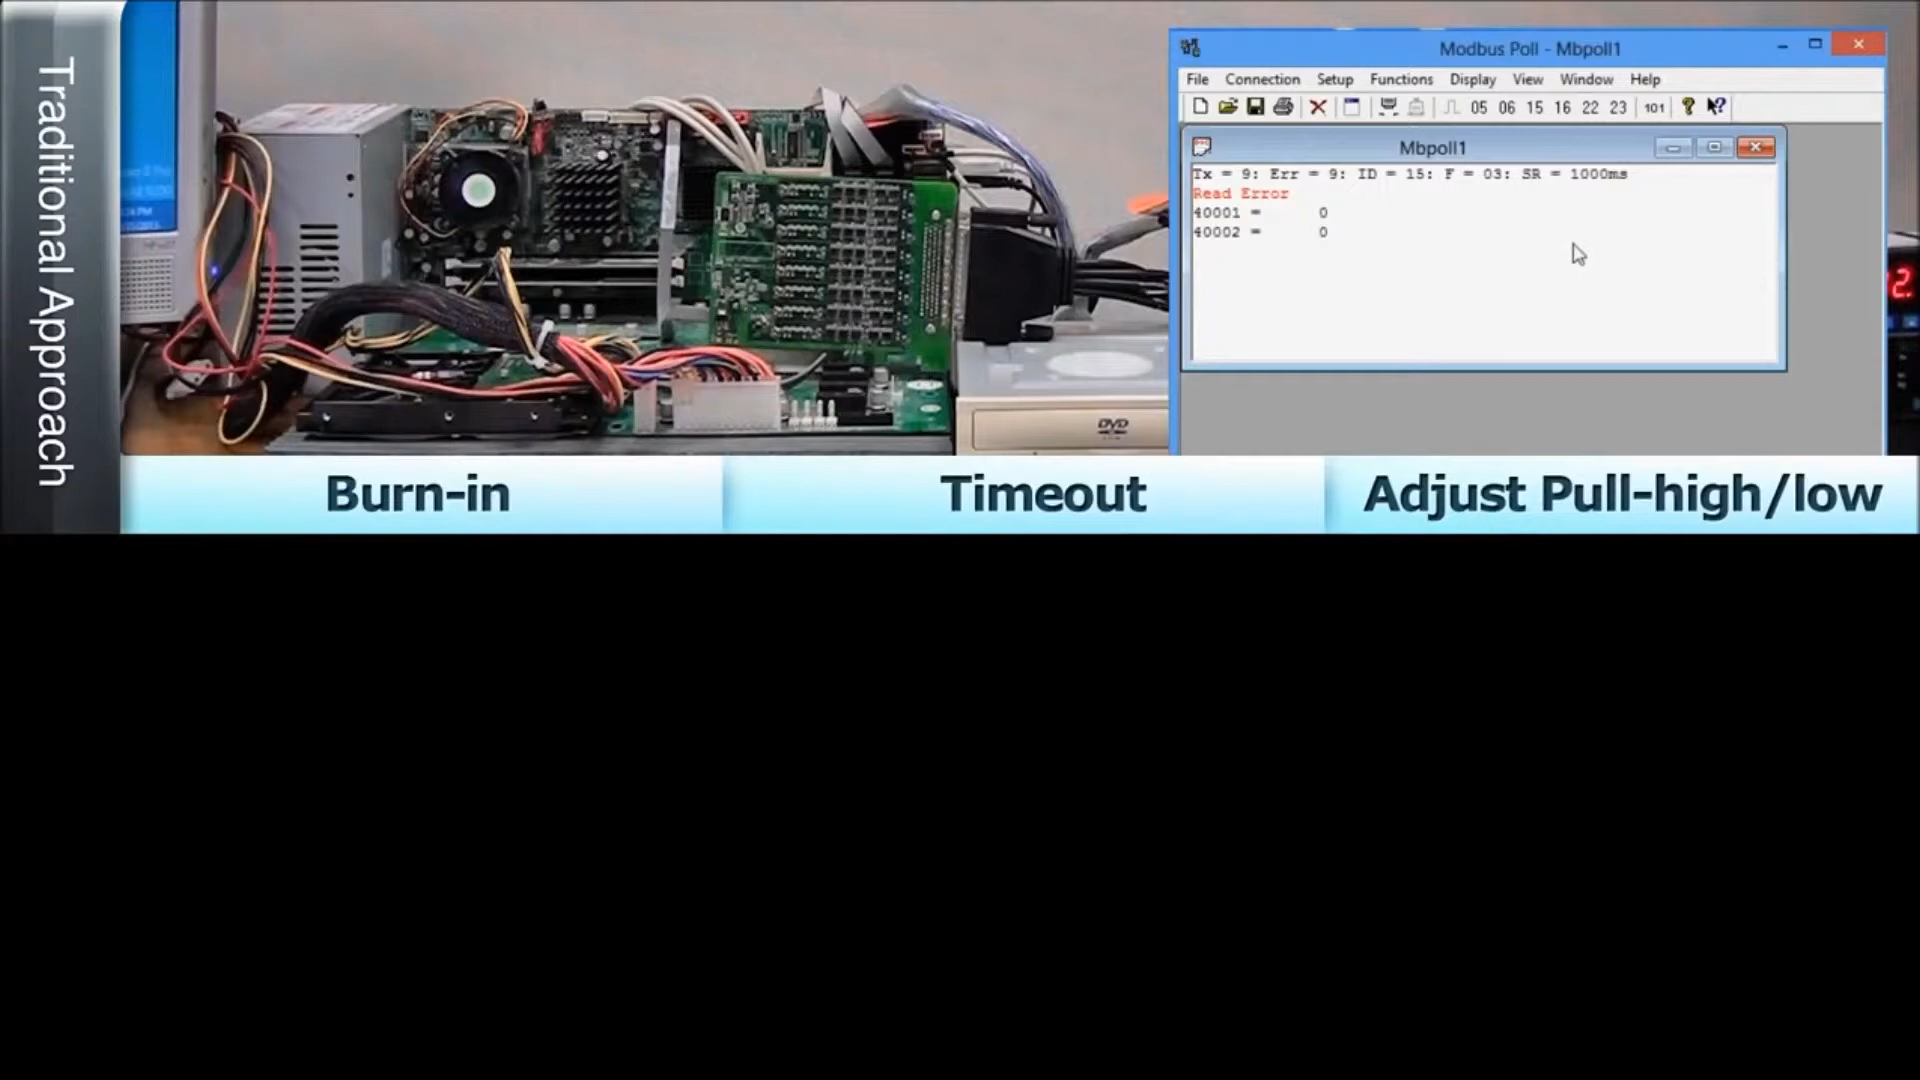 Traditional Approach
Modbus Poll - Mbpoll1
File Connection Setup Functions Display View Window Help
05 06 15 16 22 23 101
Mbpoll1
Tx = 9: Err = 9: ID = 15: F = 03: SR = 1000ms
Read Error
40001 = 0
40002 = 0
2.
DVD
Burn-in
Timeout
Adjust Pull-high/low